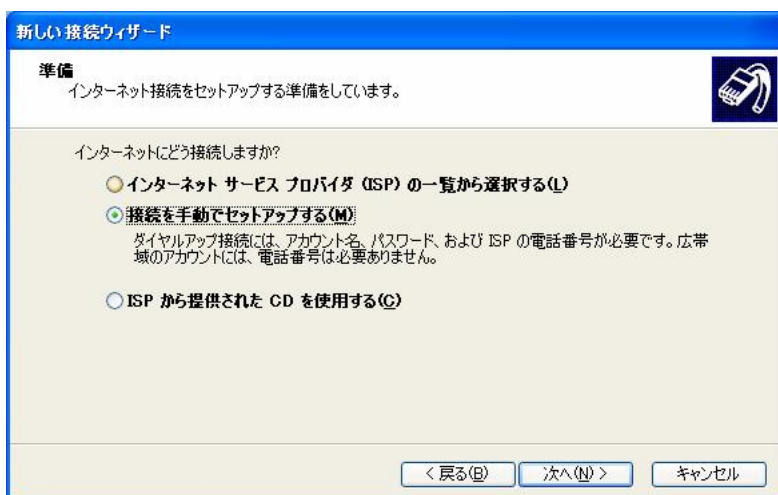 新しい接続ウィザード
準備
インターネット接続をセットアップする準備をしています。
インターネットにどう接続しますか?
インターネット サービス プロバイダ (ISP) の一覧から選択する(L)
接続を手動でセットアップする(M)
ダイヤルアップ接続には、アカウント名、パスワード、および ISP の電話番号が必要です。広帯
域のアカウントには、電話番号は必要ありません。
ISP から提供された CD を使用する(C)
< 戻る(B) 次へ(N) > キャンセル